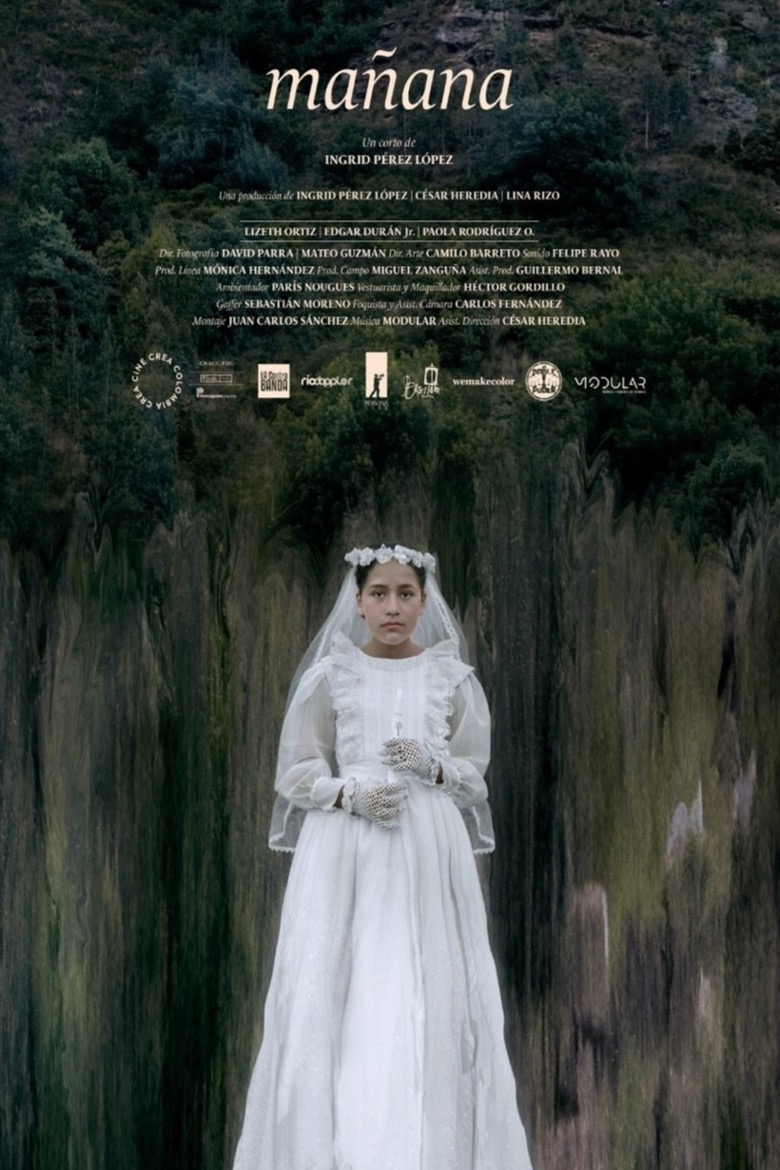 mañana
Un corto de
INGRID PÉREZ LÓPEZ
Una producción de INGRID PÉREZ LÓPEZ | CÉSAR HEREDIA | LINA RIZO
LIZETH ORTIZ | EDGAR DURÁN Jr. | PAOLA RODRÍGUEZ O.
Dir. Fotografía DAVID PARRA | MATEO GUZMÁN Dir. Arte CAMILO BARRETO Sonido FELIPE RAYO
Prod. Línea MÓNICA HERNÁNDEZ Prod. Campo MIGUEL ZANGUÑA Asist. Prod. GUILLERMO BERNAL
Ambientador PARÍS NOUGUES Vestuarista y Maquillador HÉCTOR GORDILLO
Gaffer SEBASTIÁN MORENO Foquista y Asist. Cámara CARLOS FERNÁNDEZ
Montaje JUAN CARLOS SÁNCHEZ Música MODULAR Asist. Dirección CÉSAR HEREDIA
CINE CREA COLOMBIA CREA
BANDA
riodoppler
wemakecolor
MODULAR